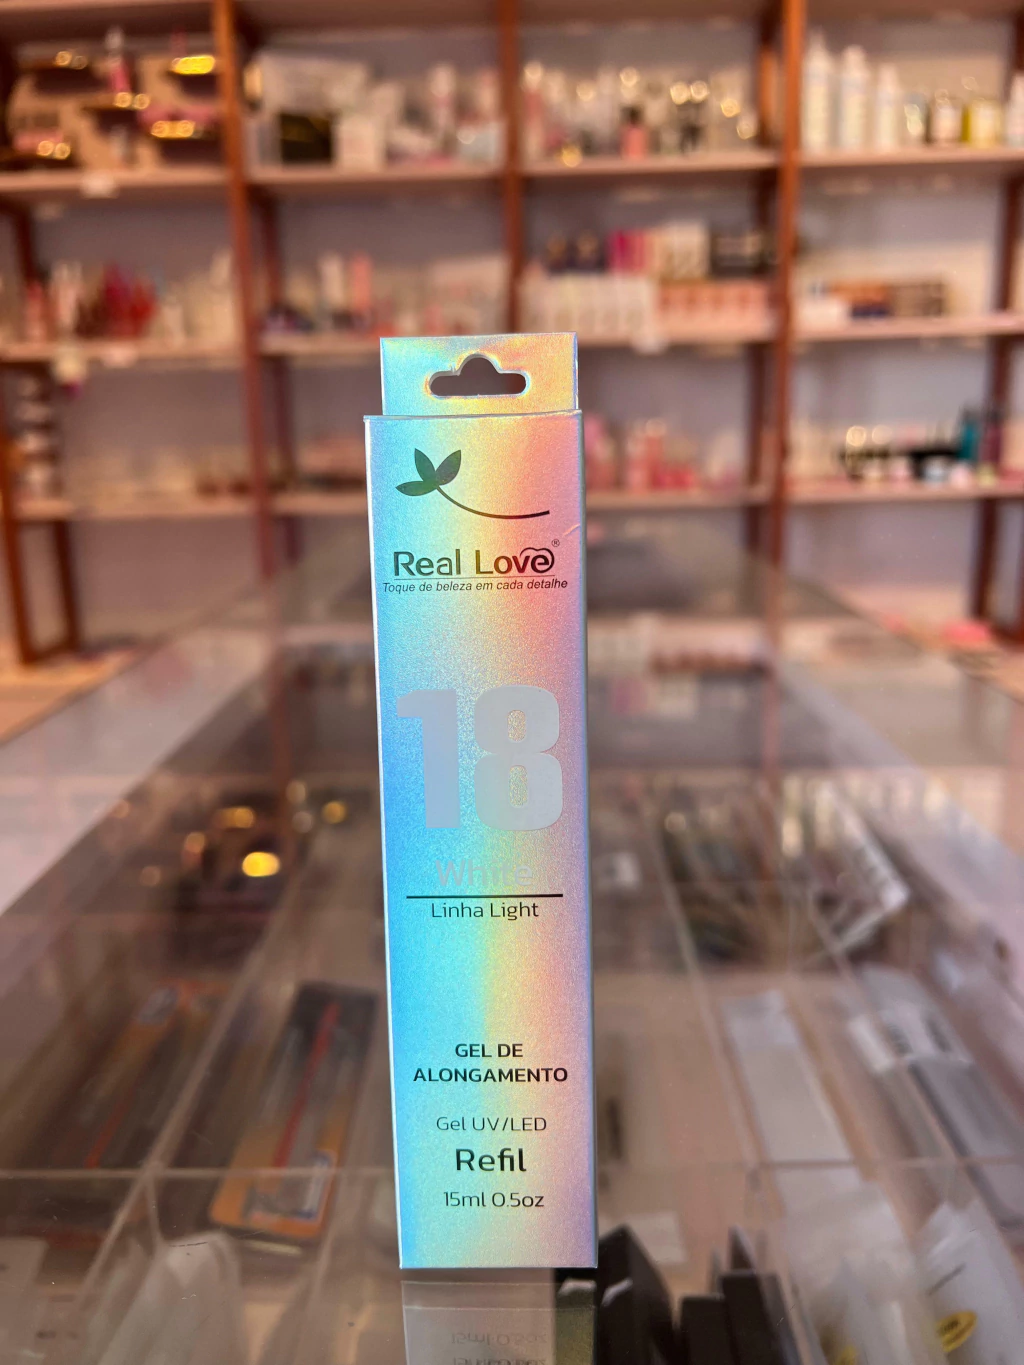 Real Love®
Toque de beleza em cada detalhe
18
White
Linha Light
GEL DE
ALONGAMENTO
Gel UV/LED
Refil
15ml 0.5oz